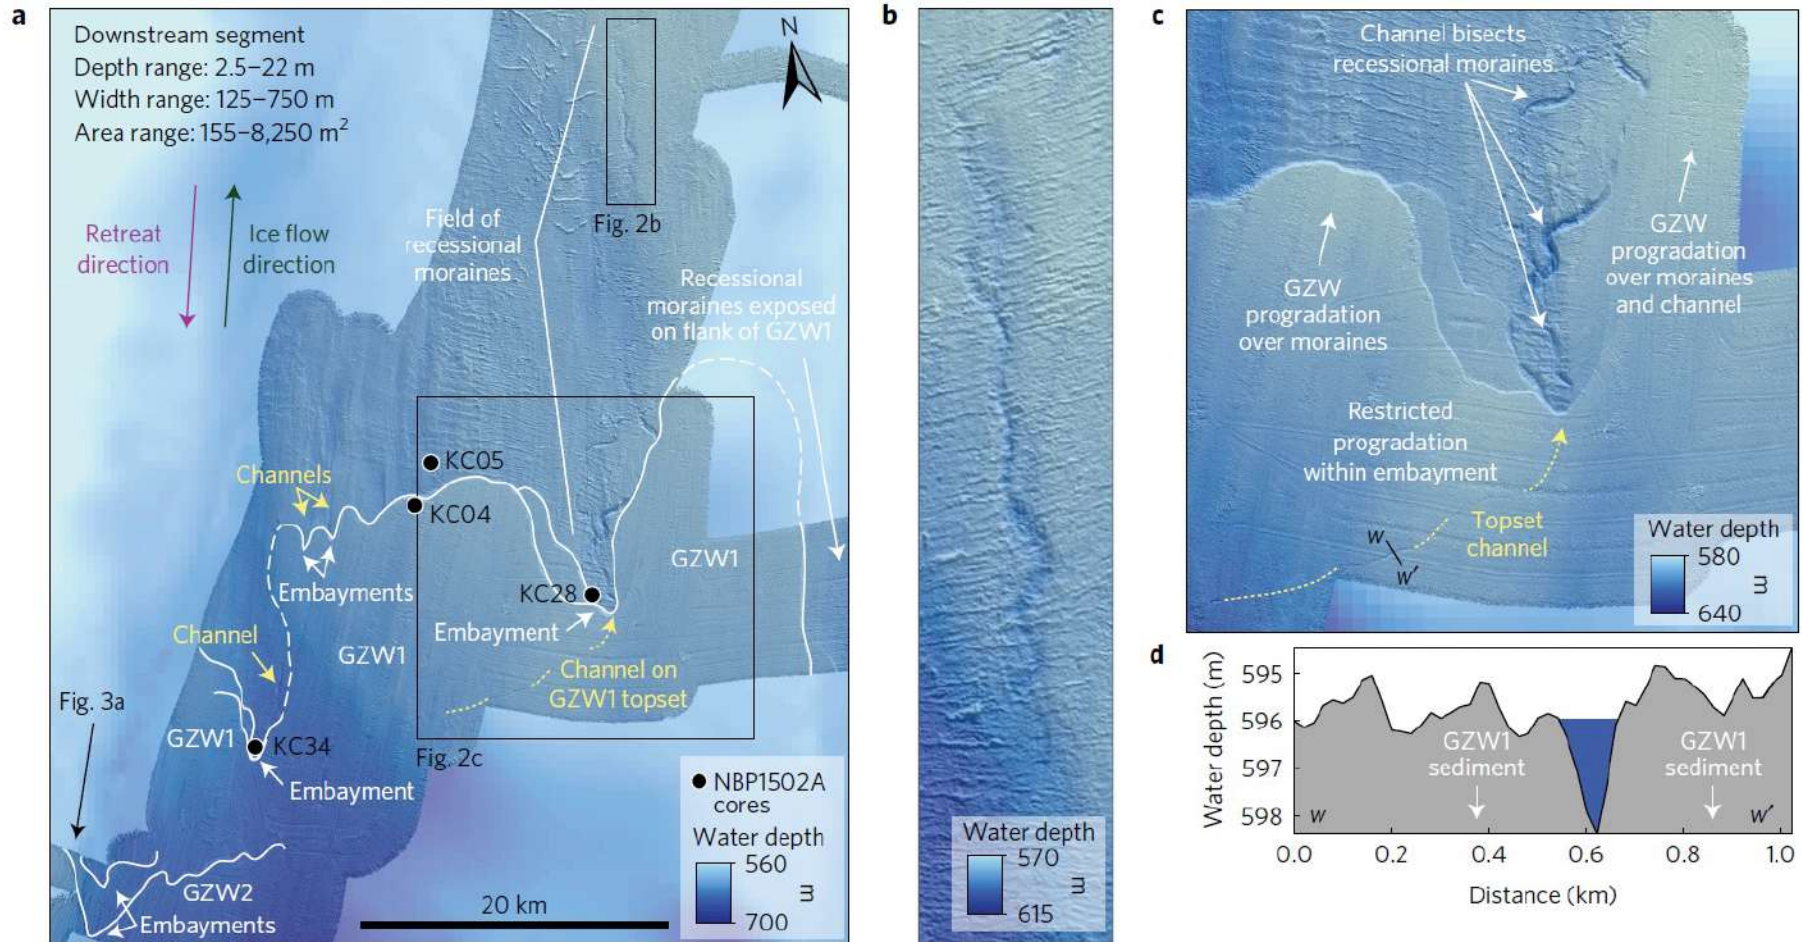 a
Downstream segment
Depth range: 2.5–22 m
Width range: 125–750 m
Area range: 155–8,250 m²
N
Retreat
direction
Ice flow
direction
Field of
recessional
moraines
Fig. 2b
Recessional
moraines exposed
on flank of GZW1
KC05
KC04
Channels
Embayments
KC28
GZW1
Embayment
Channel
GZW1
Channel on
GZW1 topset
Fig. 3a
GZW1
KC34
Fig. 2c
Embayment
GZW2
Embayments
20 km
NBP1502A
cores
Water depth
560
m
700
b
Water depth
570
m
615
c
Channel bisects
recessional moraines
GZW
progradation
over moraines
GZW
progradation
over moraines
and channel
Restricted
progradation
within embayment
Topset
channel
w
w′
Water depth
580
m
640
d
Water depth (m)
595
596
597
598
GZW1
sediment
GZW1
sediment
w
w′
0.0
0.2
0.4
0.6
0.8
1.0
Distance (km)